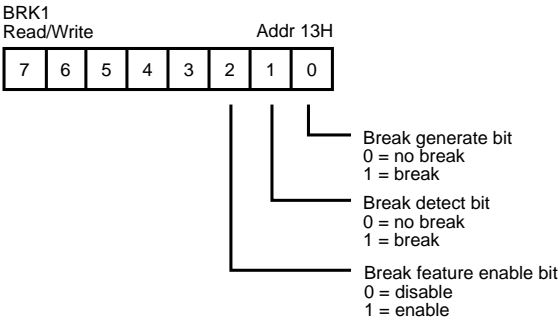 BRK1
Read/Write Addr 13H
7 6 5 4 3 2 1 0
Break generate bit
0 = no break
1 = break
Break detect bit
0 = no break
1 = break
Break feature enable bit
0 = disable
1 = enable